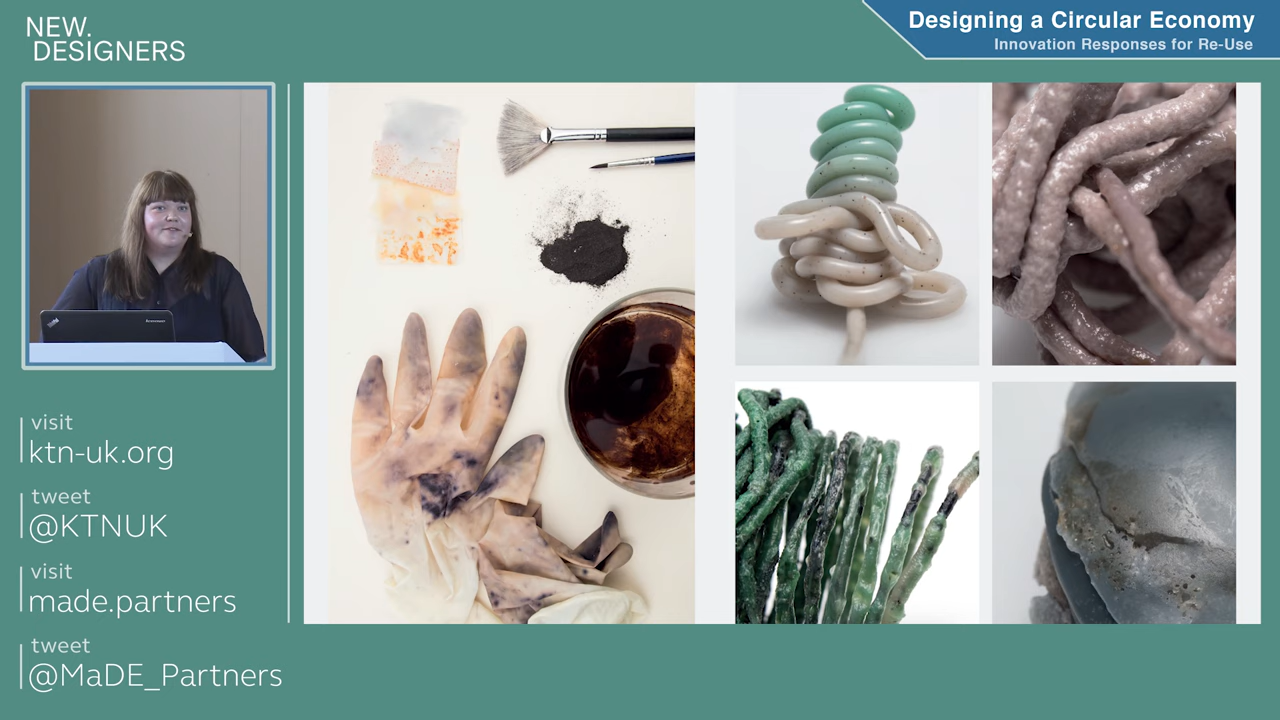 NEW.
DESIGNERS
Designing a Circular Economy
Innovation Responses for Re-Use
visit
ktn-uk.org
tweet
@KTNUK
visit
made.partners
tweet
@MaDE_Partners